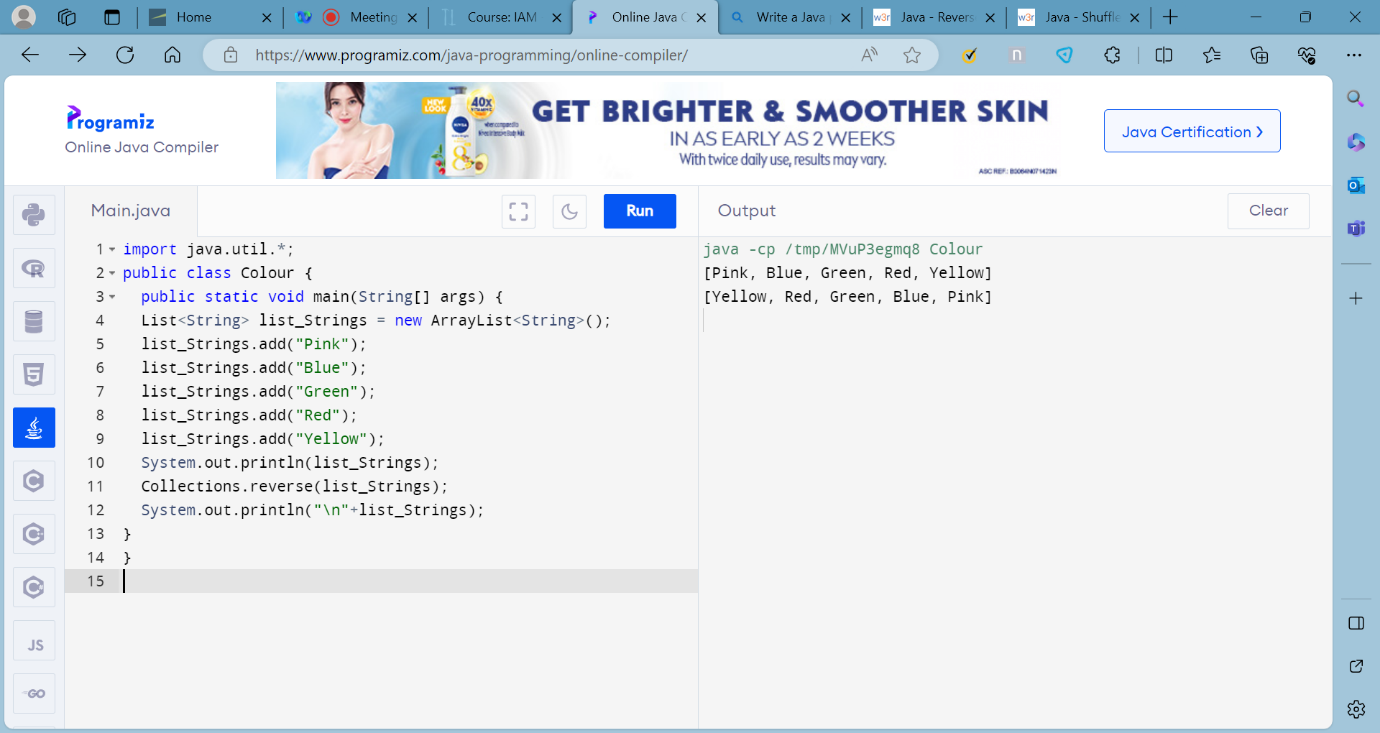 Home
Meeting
Course: IAM
Online Java C
Write a Java
Java - Revers
Java - Shuffle
https://www.programiz.com/java-programming/online-compiler/
Programiz
Online Java Compiler
NEW LOOK
40x
NIVEA
GET BRIGHTER & SMOOTHER SKIN
IN AS EARLY AS 2 WEEKS
With twice daily use, results may vary.
Java Certification
Main.java
Run
Output
Clear
1 import java.util.*;
2 public class Colour {
3 public static void main(String[] args) {
4 List<String> list_Strings = new ArrayList<String>();
5 list_Strings.add("Pink");
6 list_Strings.add("Blue");
7 list_Strings.add("Green");
8 list_Strings.add("Red");
9 list_Strings.add("Yellow");
10 System.out.println(list_Strings);
11 Collections.reverse(list_Strings);
12 System.out.println("\n"+list_Strings);
13 }
14 }
15
java -cp /tmp/MVuP3egmq8 Colour
[Pink, Blue, Green, Red, Yellow]
[Yellow, Red, Green, Blue, Pink]
JS
GO